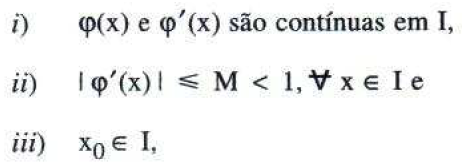 i) φ(x) e φ′(x) são contínuas em I,
ii) |φ′(x)| ≤ M < 1, ∀ x ∈ I e
iii) x₀ ∈ I,